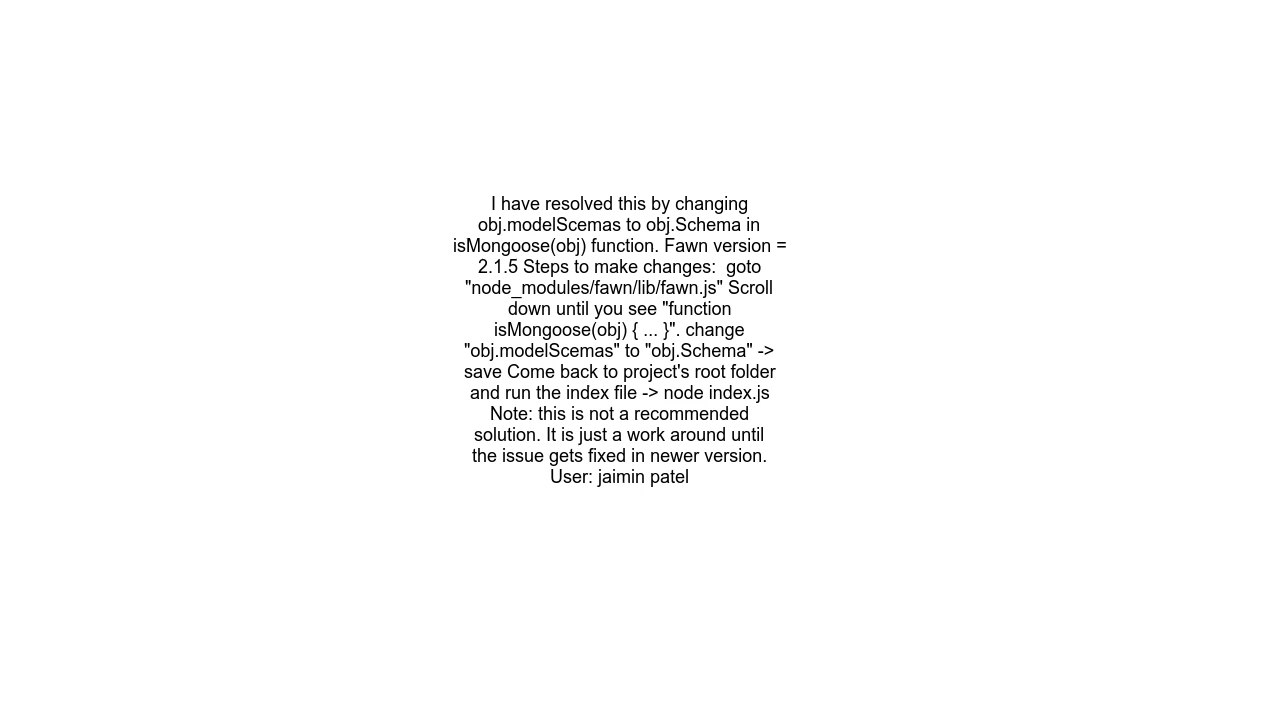 I have resolved this by changing
obj.modelScemas to obj.Schema in
isMongoose(obj) function. Fawn version =
2.1.5 Steps to make changes:  goto
"node_modules/fawn/lib/fawn.js" Scroll
down until you see "function
isMongoose(obj) { ... }". change
"obj.modelScemas" to "obj.Schema" ->
save Come back to project's root folder
and run the index file -> node index.js
Note: this is not a recommended
solution. It is just a work around until
the issue gets fixed in newer version.
User: jaimin patel